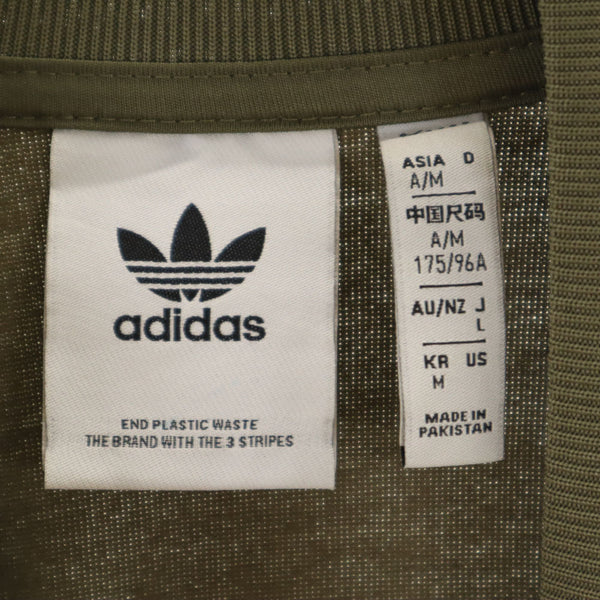 adidas
END PLASTIC WASTE
THE BRAND WITH THE 3 STRIPES
ASIA D
A/M
中国尺码
A/M
175/96A
AU/NZ J
L
KR US
M
MADE IN
PAKISTAN